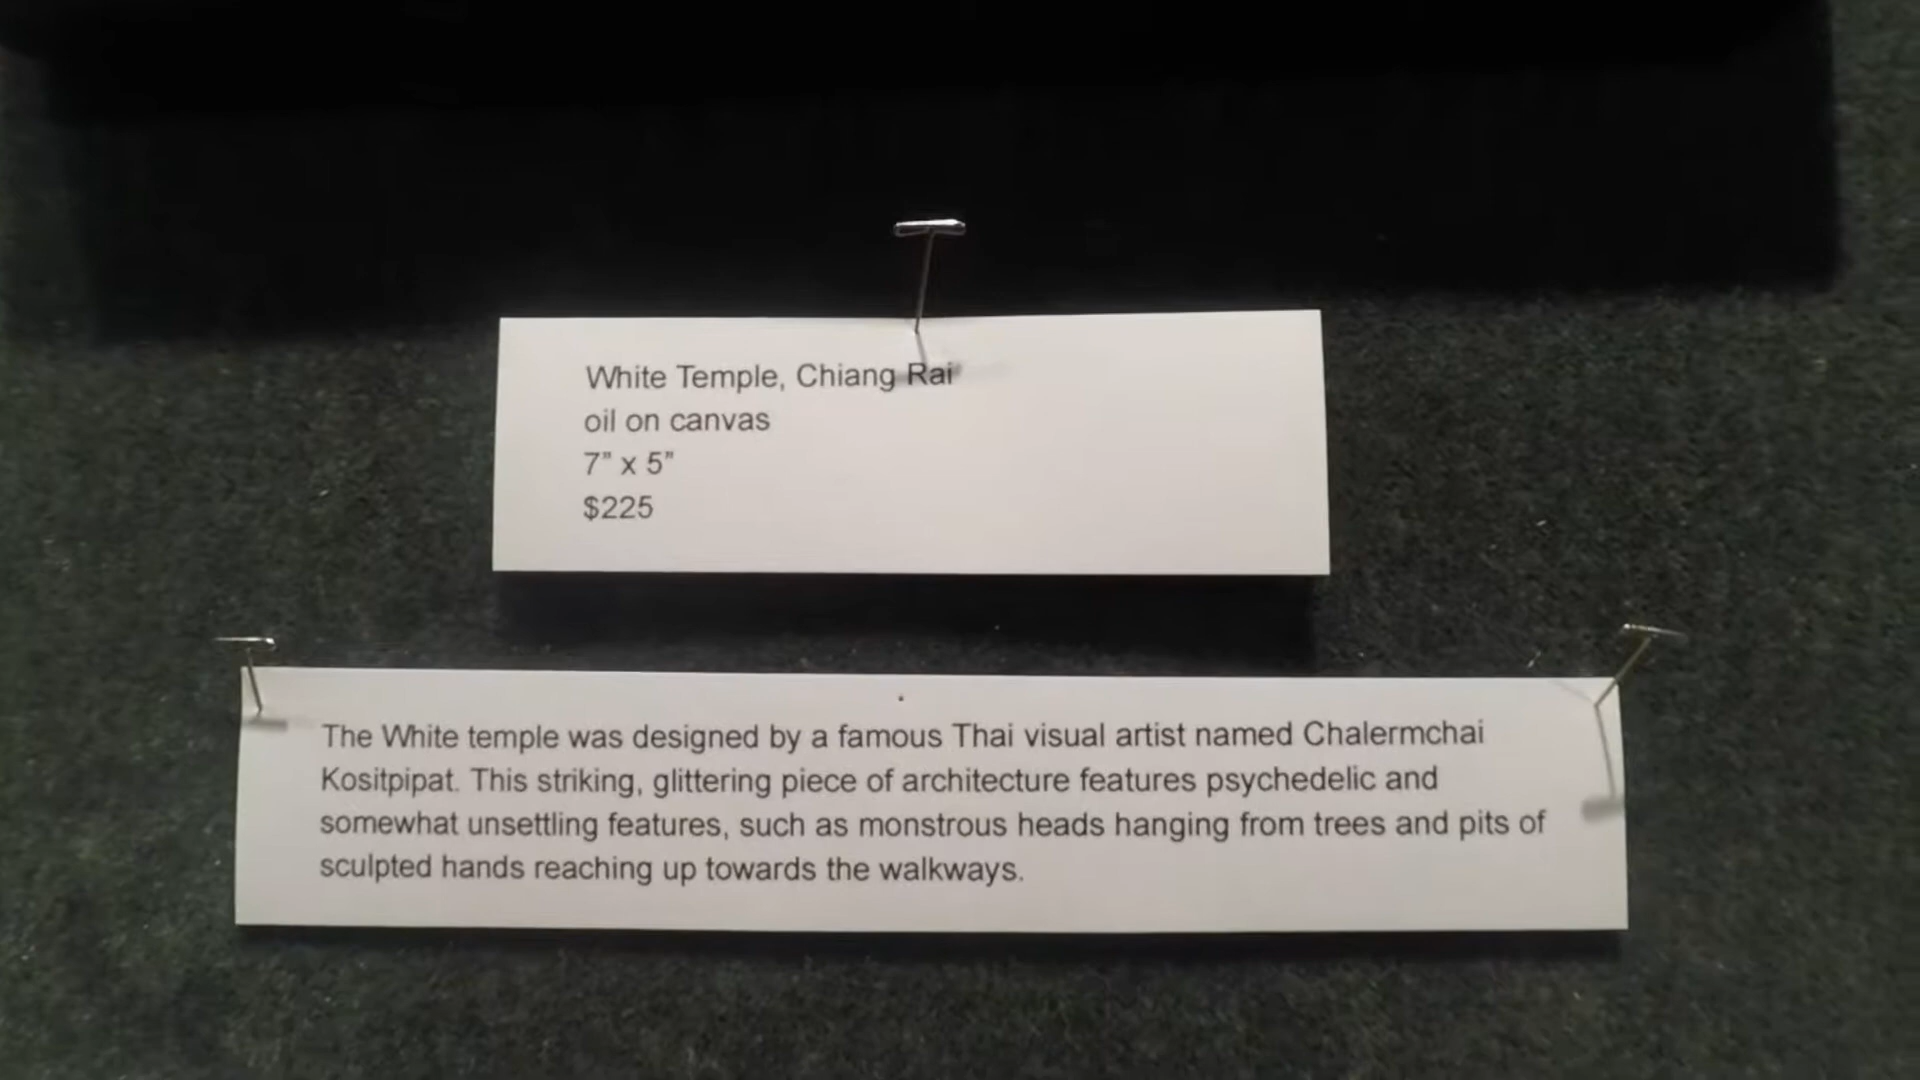 White Temple, Chiang Rai
oil on canvas
7" x 5"
$225
The White temple was designed by a famous Thai visual artist named Chalermchai
Kositpipat. This striking, glittering piece of architecture features psychedelic and
somewhat unsettling features, such as monstrous heads hanging from trees and pits of
sculpted hands reaching up towards the walkways.